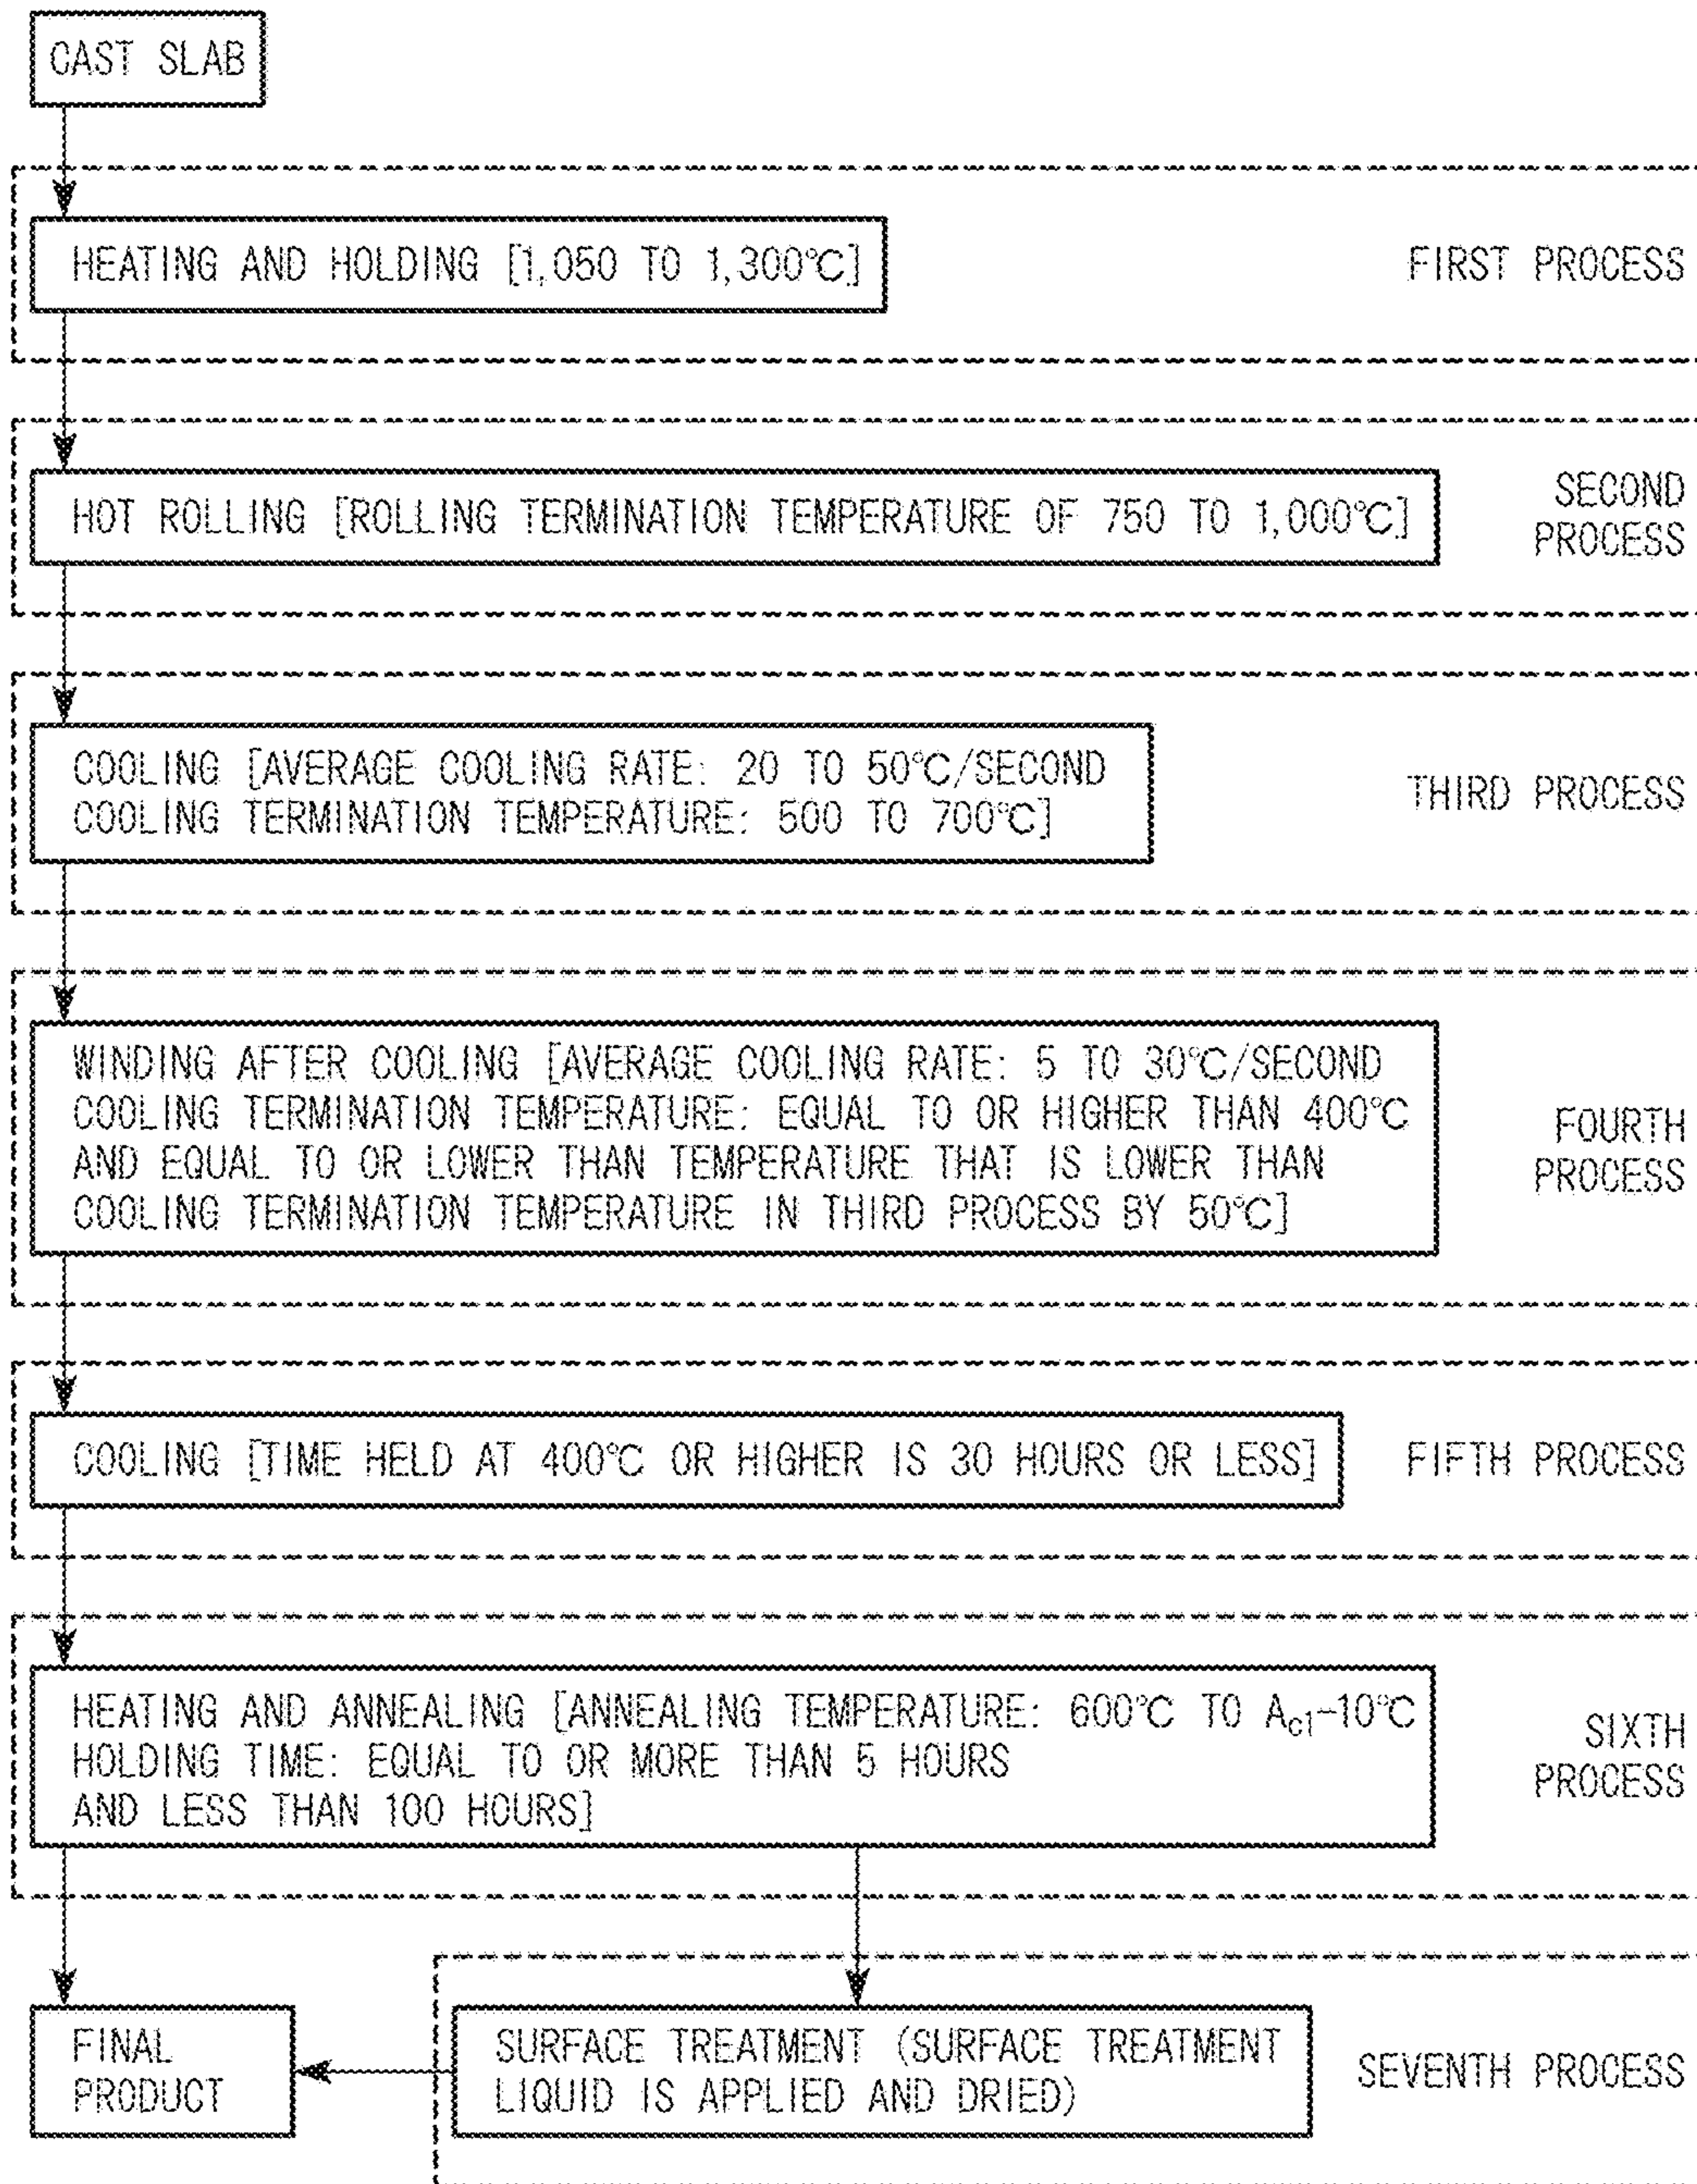 CAST SLAB
HEATING AND HOLDING [1,050 TO 1,300℃]
FIRST PROCESS
HOT ROLLING [ROLLING TERMINATION TEMPERATURE OF 750 TO 1,000℃]
SECOND
PROCESS
COOLING [AVERAGE COOLING RATE: 20 TO 50℃/SECOND
COOLING TERMINATION TEMPERATURE: 500 TO 700℃]
THIRD PROCESS
WINDING AFTER COOLING [AVERAGE COOLING RATE: 5 TO 30℃/SECOND
COOLING TERMINATION TEMPERATURE: EQUAL TO OR HIGHER THAN 400℃
AND EQUAL TO OR LOWER THAN TEMPERATURE THAT IS LOWER THAN
COOLING TERMINATION TEMPERATURE IN THIRD PROCESS BY 50℃]
FOURTH
PROCESS
COOLING [TIME HELD AT 400℃ OR HIGHER IS 30 HOURS OR LESS]
FIFTH PROCESS
HEATING AND ANNEALING [ANNEALING TEMPERATURE: 600℃ TO Ac1-10℃
HOLDING TIME: EQUAL TO OR MORE THAN 5 HOURS
AND LESS THAN 100 HOURS]
SIXTH
PROCESS
FINAL
PRODUCT
SURFACE TREATMENT (SURFACE TREATMENT
LIQUID IS APPLIED AND DRIED)
SEVENTH PROCESS